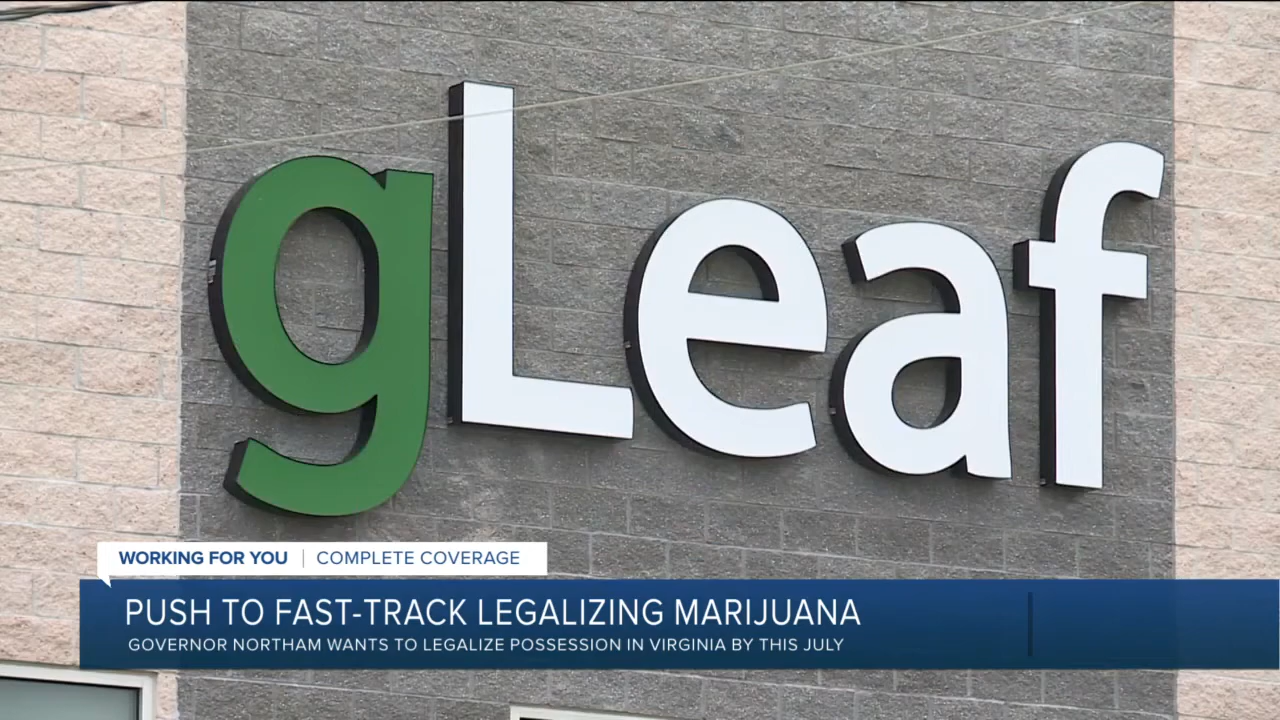 gLeaf
WORKING FOR YOU | COMPLETE COVERAGE
PUSH TO FAST-TRACK LEGALIZING MARIJUANA
GOVERNOR NORTHAM WANTS TO LEGALIZE POSSESSION IN VIRGINIA BY THIS JULY